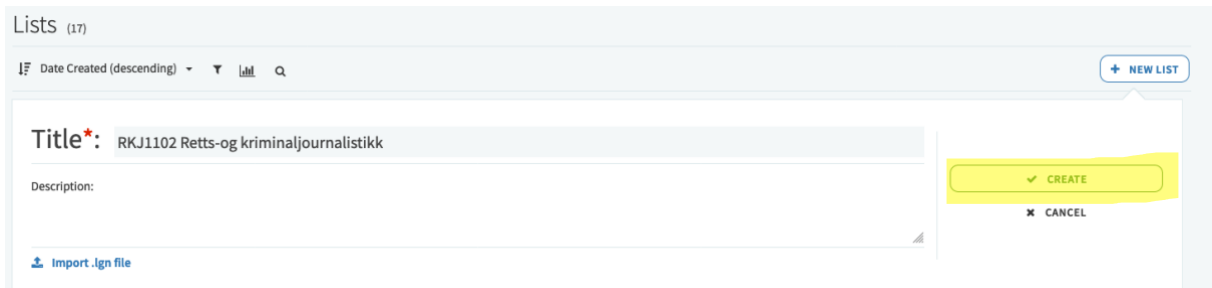 Lists (17)
Date Created (descending)
+ NEW LIST
Title*: RKJ1102 Retts-og kriminaljournalistikk
Description:
✔ CREATE
✖ CANCEL
Import .lgn file